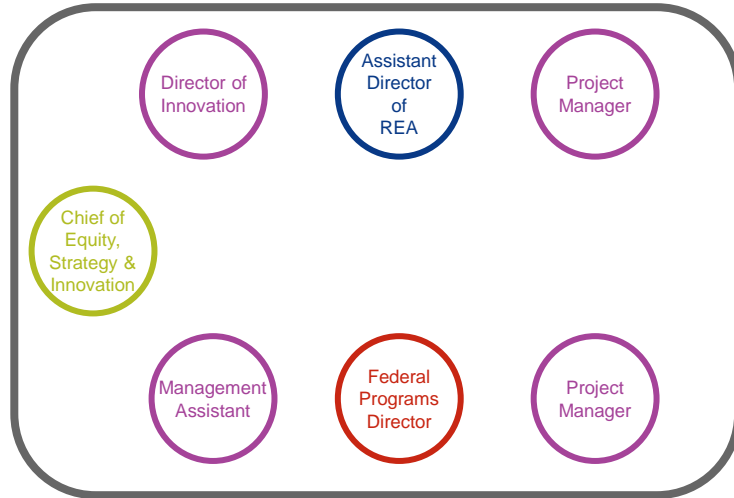 Director of
Innovation
Assistant
Director
of
REA
Project
Manager
Chief of
Equity,
Strategy &
Innovation
Management
Assistant
Federal
Programs
Director
Project
Manager